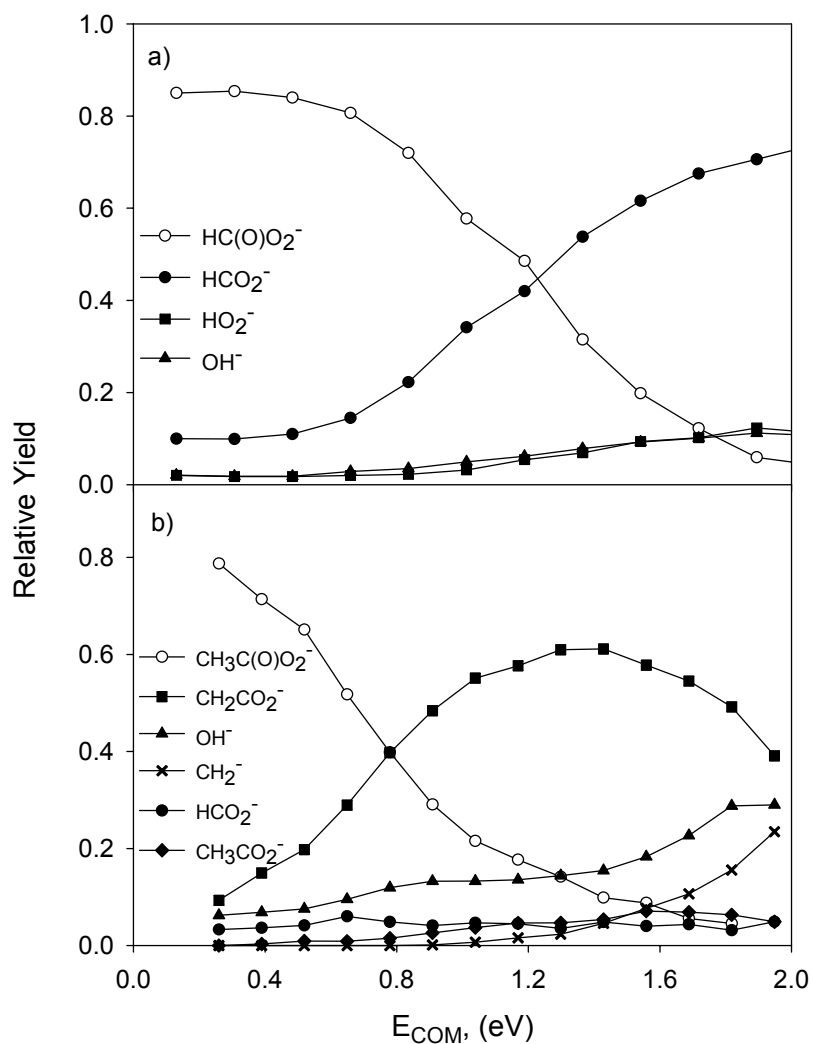 1.0
a)
0.8
0.6
HC(O)O₂⁻
HCO₂⁻
0.4
HO₂⁻
OH⁻
0.2
0.0
Relative Yield
b)
0.8
CH₃C(O)O₂⁻
0.6
CH₂CO₂⁻
OH⁻
0.4
CH₂⁻
HCO₂⁻
0.2
CH₃CO₂⁻
0.0
0.0 0.4 0.8 1.2 1.6 2.0
E_COM, (eV)